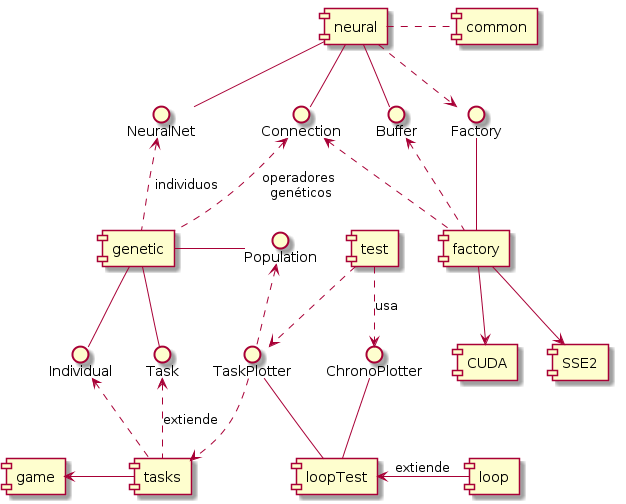 neural
common
NeuralNet
Connection
Buffer
Factory
individuos
operadores
genéticos
genetic
Population
test
factory
usa
Individual
Task
TaskPlotter
ChronoPlotter
CUDA
SSE2
extiende
game
tasks
loopTest
extiende
loop